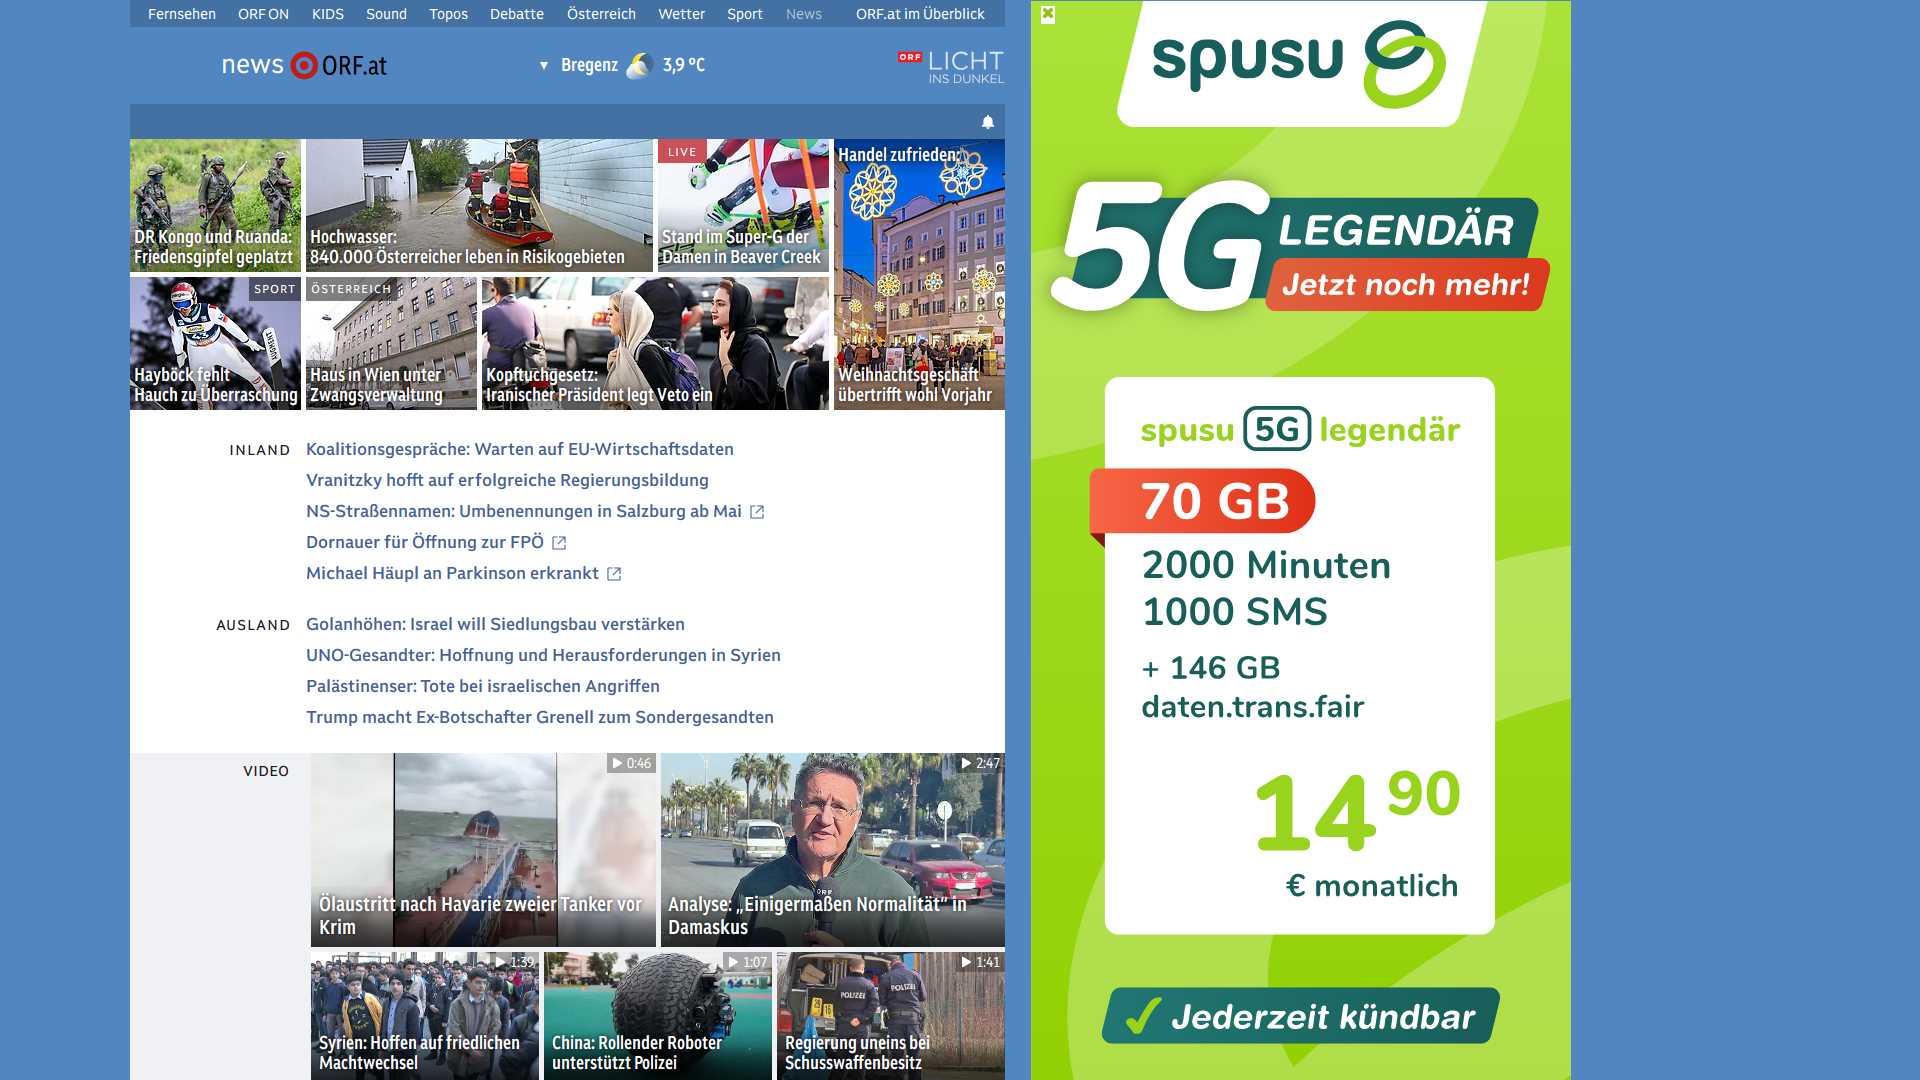 Fernsehen ORF ON KIDS Sound Topos Debatte Österreich Wetter Sport News ORF.at im Überblick
news ORF.at
▼ Bregenz 3,9 °C
ORF LICHT
INS DUNKEL
DR Kongo und Ruanda:
Friedensgipfel geplatzt
Hochwasser:
840.000 Österreicher leben in Risikogebieten
LIVE
Stand im Super-G der
Damen in Beaver Creek
Handel zufrieden:
Weihnachtsgeschäft
übertrifft wohl Vorjahr
SPORT
Hayböck fehlt
Hauch zu Überraschung
ÖSTERREICH
Haus in Wien unter
Zwangsverwaltung
Kopftuchgesetz:
Iranischer Präsident legt Veto ein
INLAND
Koalitionsgespräche: Warten auf EU-Wirtschaftsdaten
Vranitzky hofft auf erfolgreiche Regierungsbildung
NS-Straßennamen: Umbenennungen in Salzburg ab Mai
Dornauer für Öffnung zur FPÖ
Michael Häupl an Parkinson erkrankt
AUSLAND
Golanhöhen: Israel will Siedlungsbau verstärken
UNO-Gesandter: Hoffnung und Herausforderungen in Syrien
Palästinenser: Tote bei israelischen Angriffen
Trump macht Ex-Botschafter Grenell zum Sondergesandten
VIDEO
0:46
Ölaustritt nach Havarie zweier Tanker vor
Krim
2:47
ORF
Analyse: „Einigermaßen Normalität“ in
Damaskus
1:39
Syrien: Hoffen auf friedlichen
Machtwechsel
1:07
China: Rollender Roboter
unterstützt Polizei
1:41
POLIZEI
POLIZEI
Regierung uneins bei
Schusswaffenbesitz
spusu
5G LEGENDÄR
Jetzt noch mehr!
spusu 5G legendär
70 GB
2000 Minuten
1000 SMS
+ 146 GB
daten.trans.fair
14 90
€ monatlich
Jederzeit kündbar